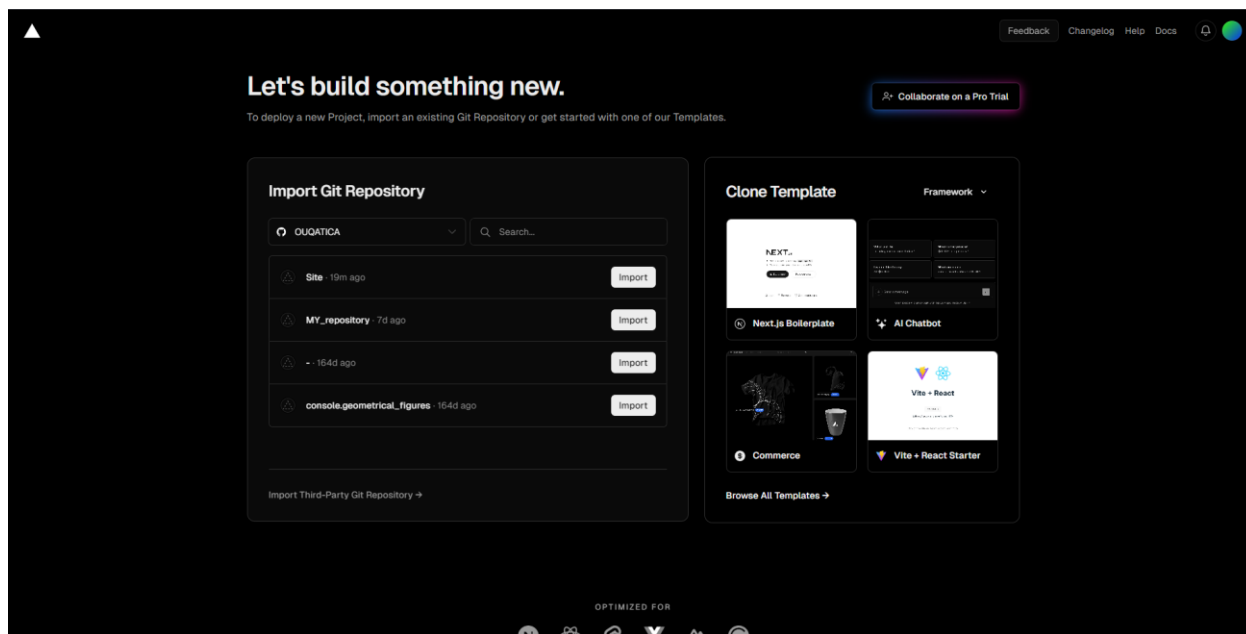 Feedback
Changelog
Help
Docs
Let's build something new.
To deploy a new Project, import an existing Git Repository or get started with one of our Templates.
Collaborate on a Pro Trial
Import Git Repository
OUQATICA
Search...
Site · 19m ago
Import
MY_repository · 7d ago
Import
- · 164d ago
Import
console.geometrical_figures · 164d ago
Import
Import Third-Party Git Repository →
Clone Template
Framework
NEXT
Next.js Boilerplate
AI Chatbot
Commerce
Vite + React
Vite + React Starter
Browse All Templates →
OPTIMIZED FOR